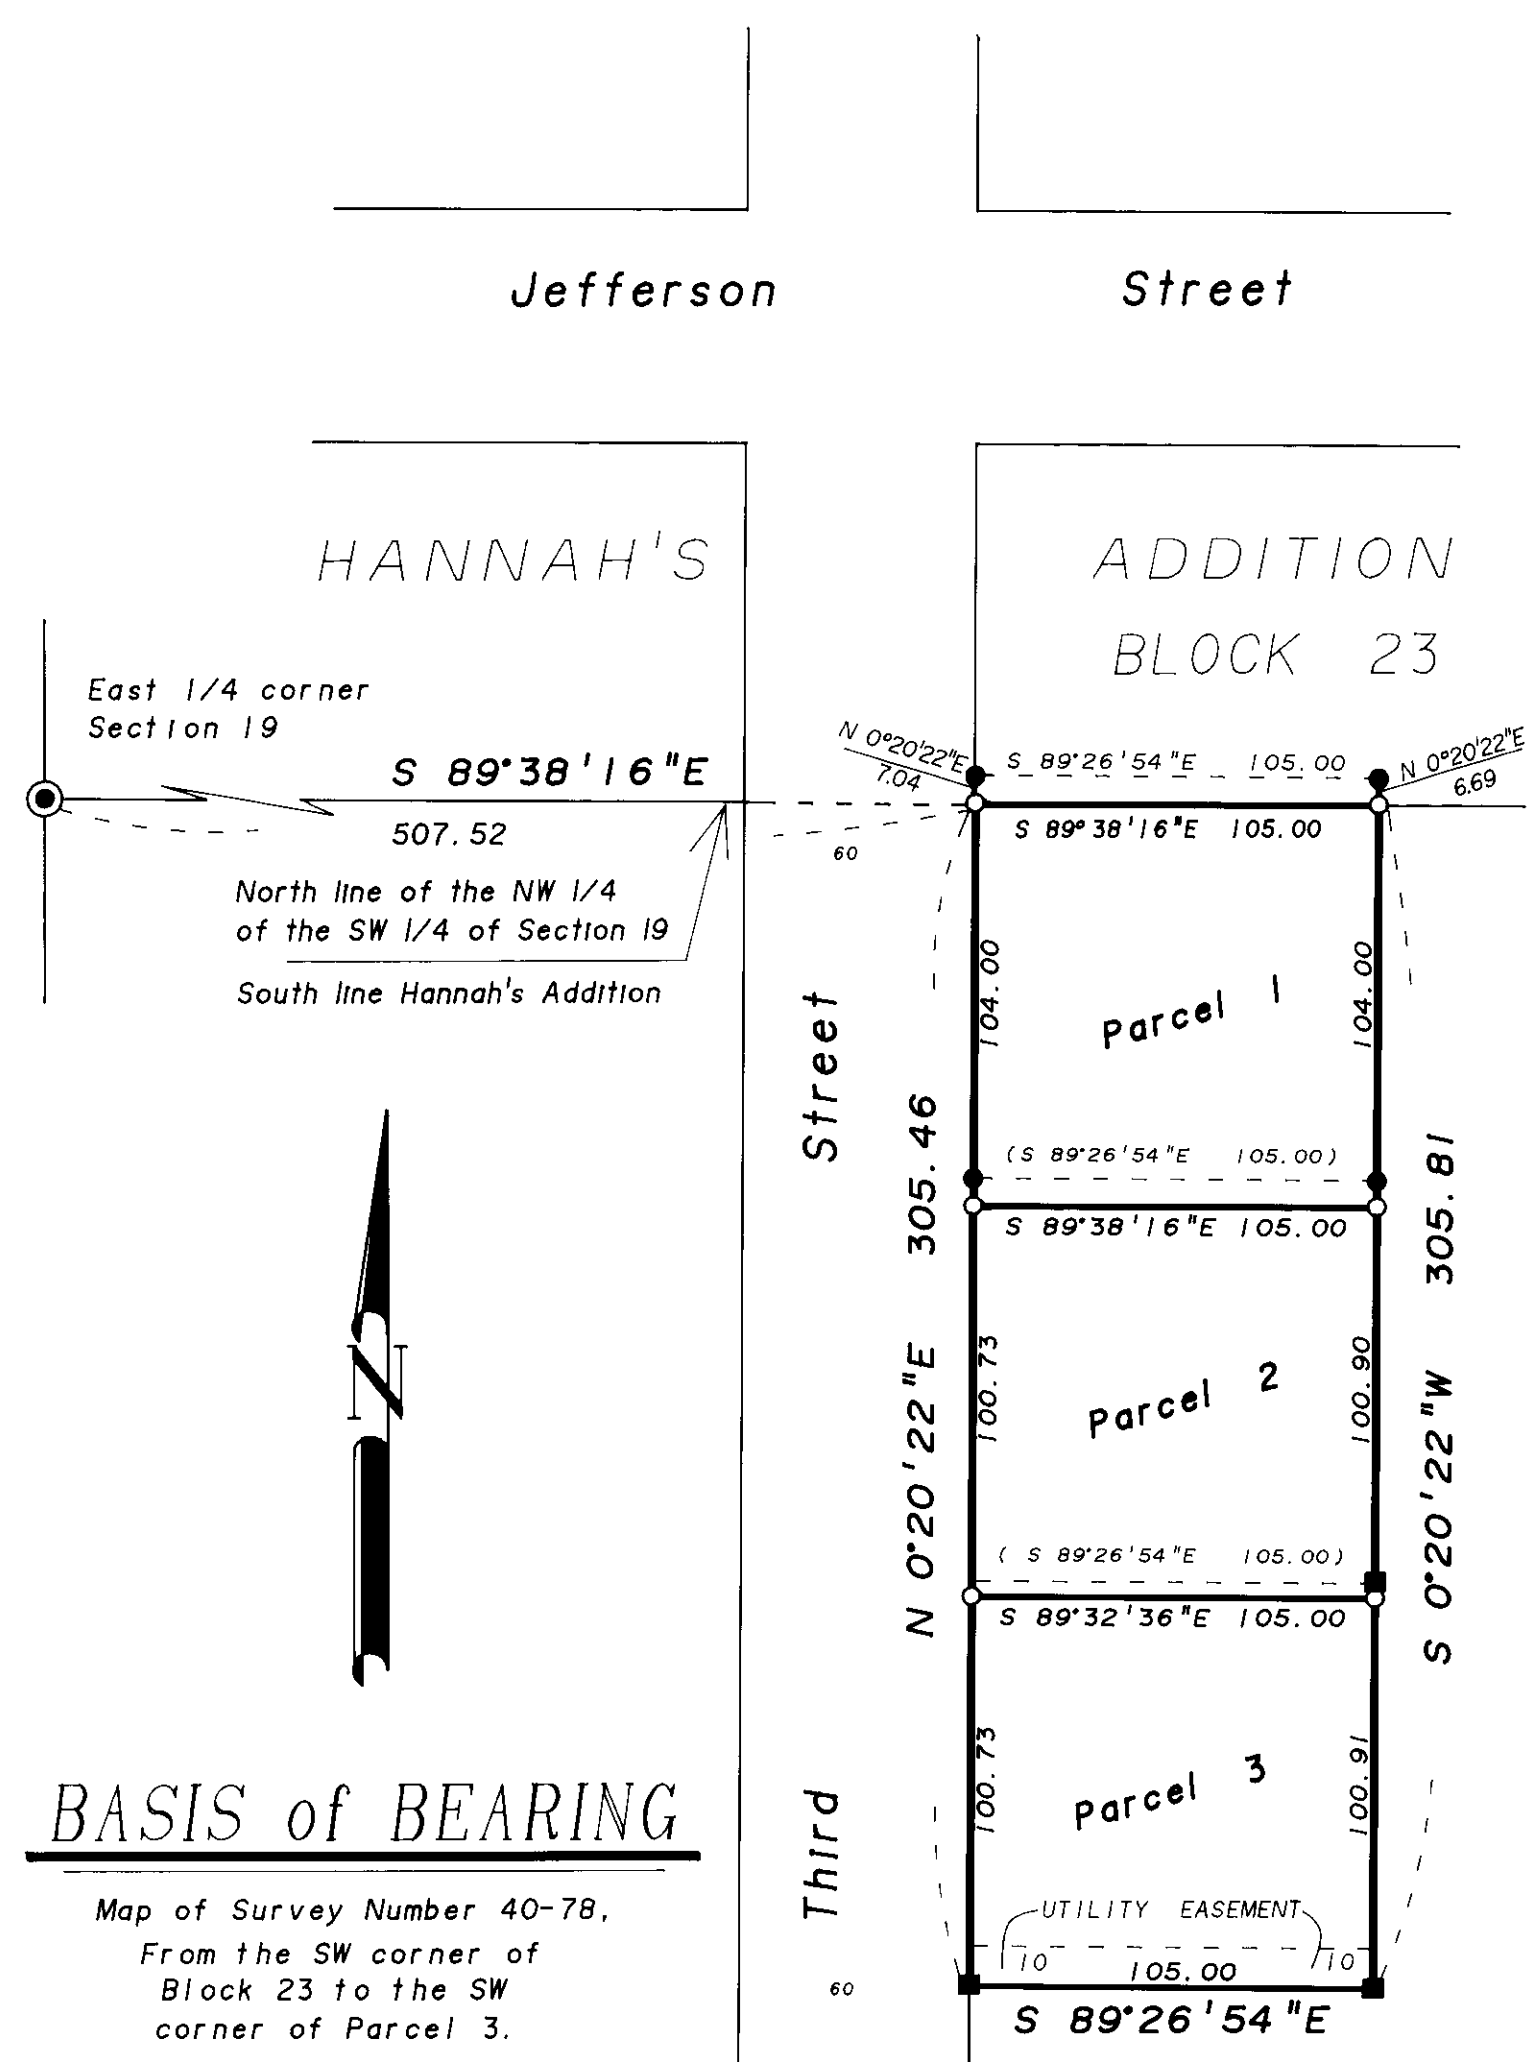 Jefferson Street
HANNAH'S ADDITION
BLOCK 23
East 1/4 corner
Section 19
S 89°38'16"E
507.52
60
North line of the NW 1/4
of the SW 1/4 of Section 19
South line Hannah's Addition
N 0°20'22"E
7.04
S 89°26'54"E 105.00
N 0°20'22"E
6.69
S 89°38'16"E 105.00
104.00
Parcel 1
104.00
(S 89°26'54"E 105.00)
S 89°38'16"E 105.00
100.73
Parcel 2
100.90
( S 89°26'54"E 105.00)
S 89°32'36"E 105.00
100.73
Parcel 3
100.91
UTILITY EASEMENT
10
10
105.00
S 89°26'54"E
Third Street
60
N 0°20'22"E 305.46
S 0°20'22"W 305.81
N
BASIS of BEARING
Map of Survey Number 40-78,
From the SW corner of
Block 23 to the SW
corner of Parcel 3.